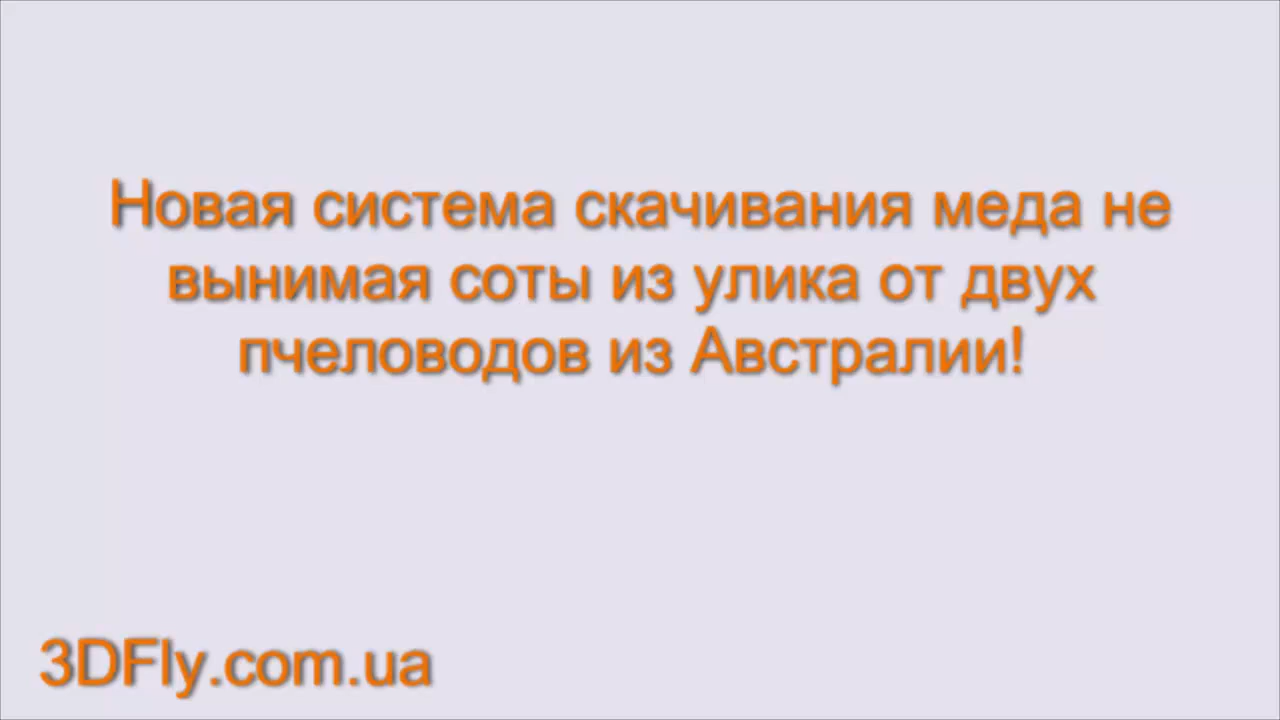 Новая система скачивания меда не
вынимая соты из улика от двух
пчеловодов из Австралии!
3DFly.com.ua